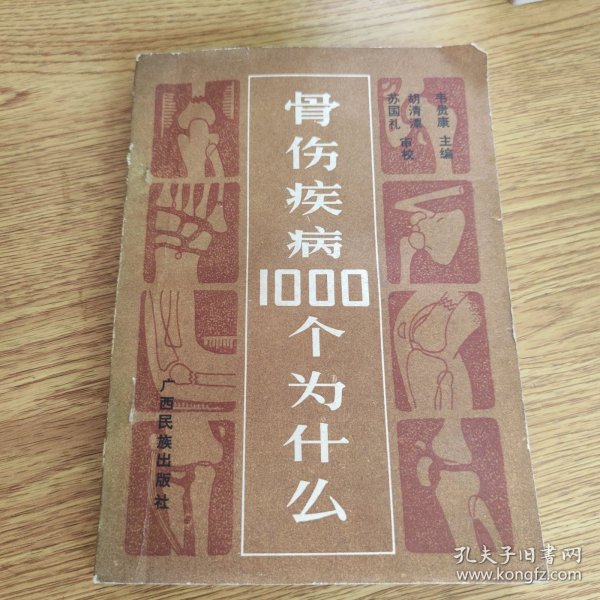 骨伤疾病1000个为什么
韦贵康 主编
胡清潭
苏国礼 审校
广西民族出版社
孔夫子旧书网
www.kongfz.com